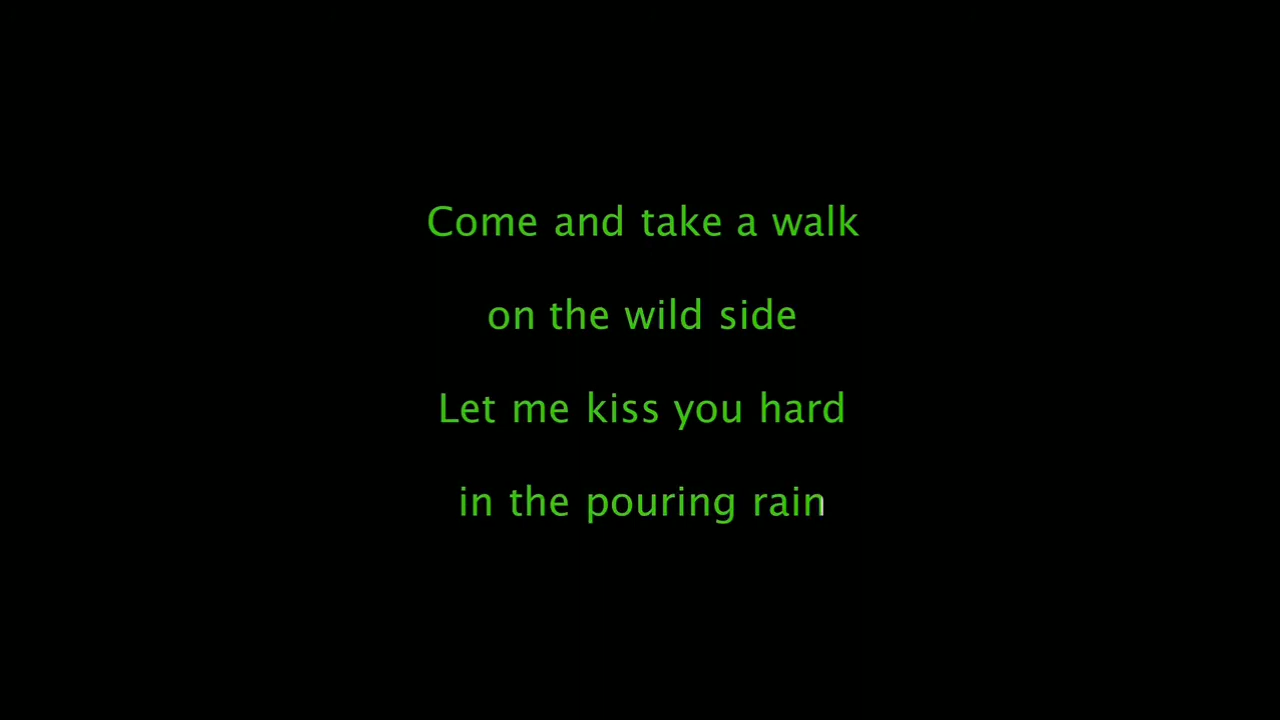 Come and take a walk
on the wild side
Let me kiss you hard
in the pouring rain